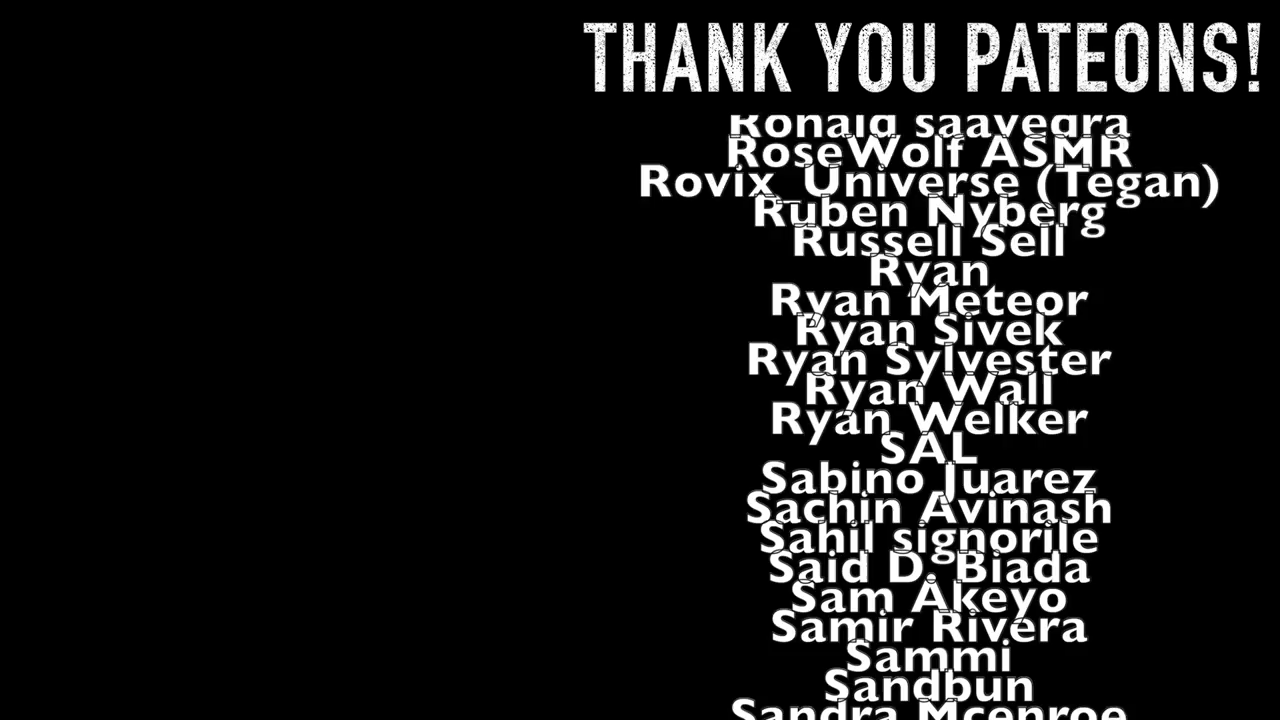 THANK YOU PATEONS!
Ronald saavedra
RoseWolf ASMR
Rovix_Universe (Tegan)
Ruben Nyberg
Russell Sell
Ryan
Ryan Meteor
Ryan Sivek
Ryan Sylvester
Ryan Wall
Ryan Welker
SAL
Sabino Juarez
Sachin Avinash
Sahil signorile
Said D. Biada
Sam Akeyo
Samir Rivera
Sammi
Sandbun
Sandra Mcenroe